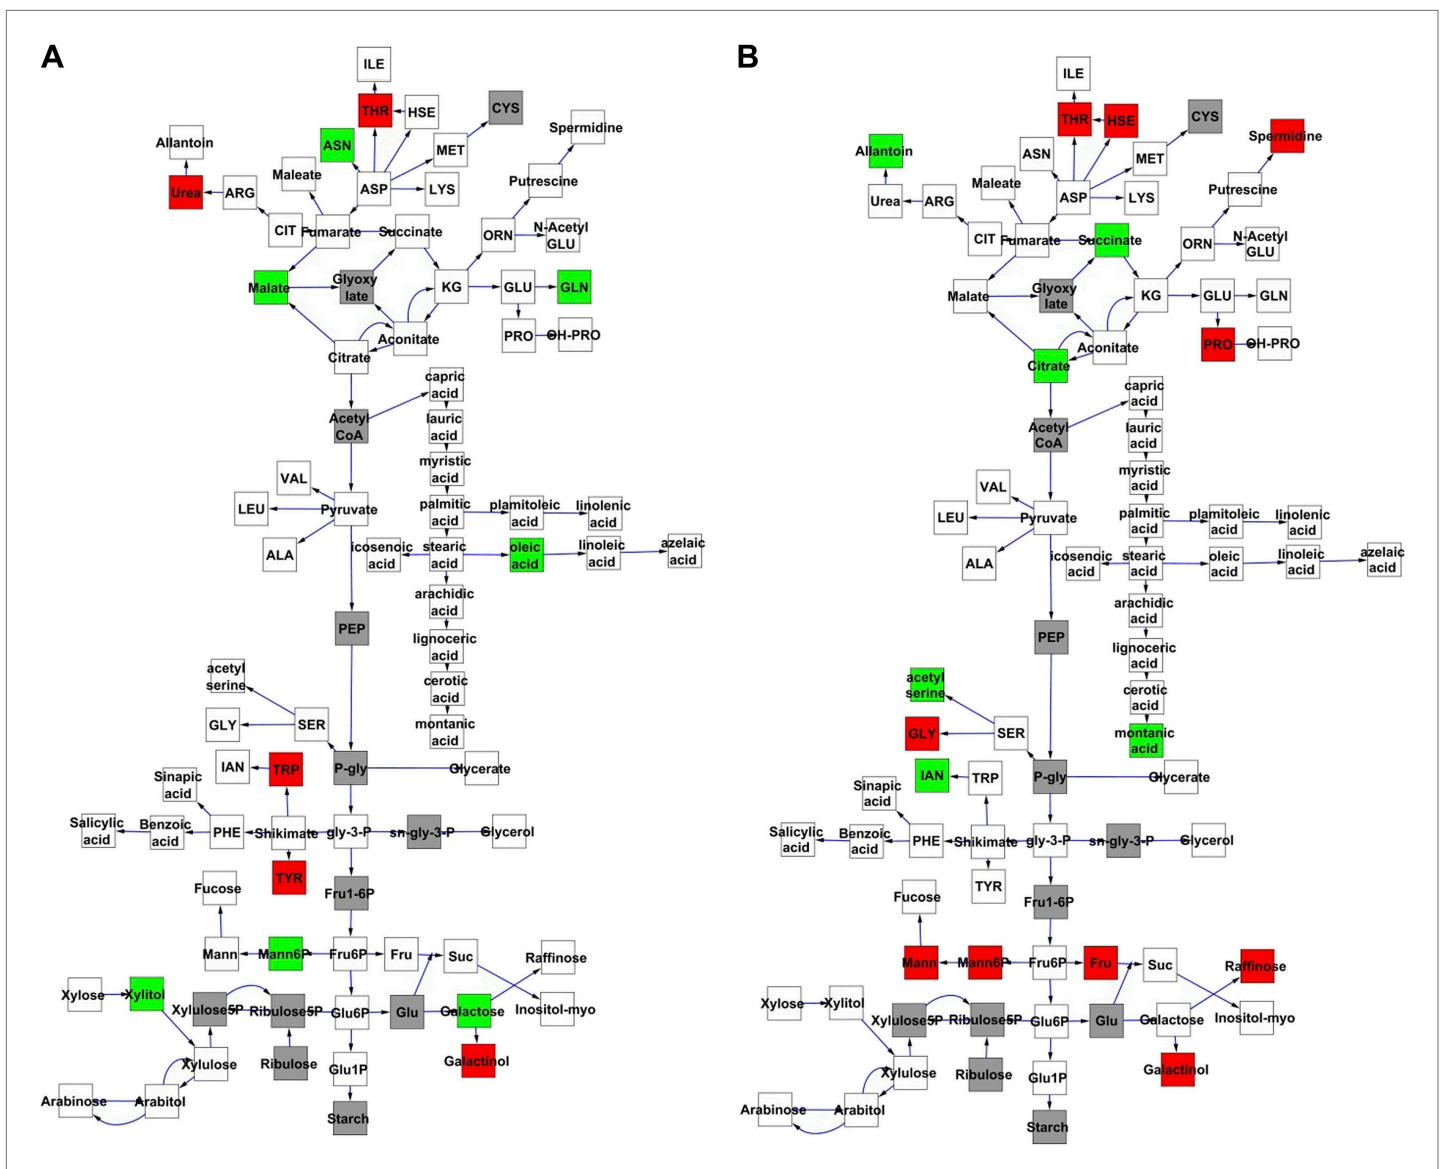 A
ILE
THR
HSE
CYS
ASN
Spermidine
Allantoin
MET
Maleate
Putrescine
Urea
ARG
ASP
LYS
CIT
Fumarate
Succinate
ORN
N-Acetyl
GLU
Malate
Glyoxy
late
KG
GLU
GLN
Aconitate
PRO
OH-PRO
Citrate
capric
acid
Acetyl
CoA
lauric
acid
myristic
acid
VAL
LEU
Pyruvate
palmitic
acid
plamitoleic
acid
linolenic
acid
ALA
icosenoic
acid
stearic
acid
oleic
acid
linoleic
acid
azelaic
acid
arachidic
acid
PEP
lignoceric
acid
acetyl
serine
cerotic
acid
GLY
SER
montanic
acid
IAN
TRP
P-gly
Glycerate
Sinapic
acid
Salicylic
acid
Benzoic
acid
PHE
Shikimate
gly-3-P
sn-gly-3-P
Glycerol
TYR
Fucose
Fru1-6P
Mann
Mann6P
Fru6P
Fru
Suc
Raffinose
Xylose
Xylitol
Xylulose5P
Ribulose5P
Glu6P
Glu
Galactose
Inositol-myo
Xylulose
Ribulose
Glu1P
Galactinol
Arabinose
Arabitol
Starch
B
ILE
THR
HSE
CYS
Spermidine
Allantoin
ASN
MET
Maleate
Putrescine
Urea
ARG
ASP
LYS
CIT
Fumarate
Succinate
ORN
N-Acetyl
GLU
Malate
Glyoxy
late
KG
GLU
GLN
Aconitate
PRO
OH-PRO
Citrate
capric
acid
Acetyl
CoA
lauric
acid
myristic
acid
VAL
LEU
Pyruvate
palmitic
acid
plamitoleic
acid
linolenic
acid
ALA
icosenoic
acid
stearic
acid
oleic
acid
linoleic
acid
azelaic
acid
arachidic
acid
PEP
lignoceric
acid
acetyl
serine
cerotic
acid
GLY
SER
montanic
acid
IAN
TRP
P-gly
Glycerate
Sinapic
acid
Salicylic
acid
Benzoic
acid
PHE
Shikimate
gly-3-P
sn-gly-3-P
Glycerol
TYR
Fucose
Fru1-6P
Mann
Mann6P
Fru6P
Fru
Suc
Raffinose
Xylose
Xylitol
Xylulose5P
Ribulose5P
Glu6P
Glu
Galactose
Inositol-myo
Xylulose
Ribulose
Glu1P
Galactinol
Arabinose
Arabitol
Starch